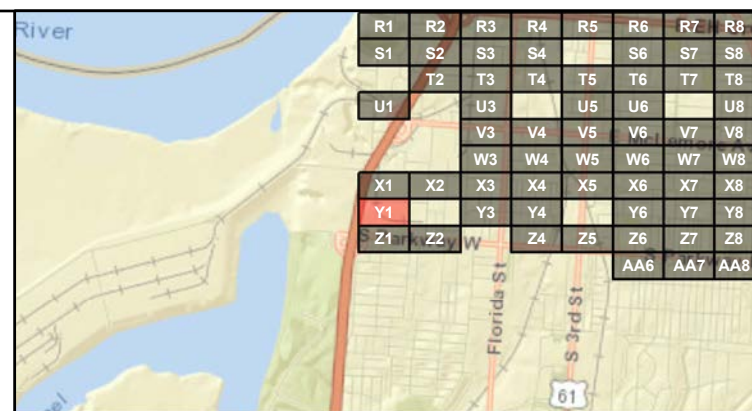 River
R1 R2 R3 R4 R5 R6 R7 R8
S1 S2 S3 S4 S6 S7 S8
T2 T3 T4 T5 T6 T7 T8
U1 U3 U5 U6 U8
V3 V4 V5 V6 V7 V8
E McLemore Av
W3 W4 W5 W6 W7 W8
X1 X2 X3 X4 X5 X6 X7 X8
Y1 Y3 Y4 Y6 Y7 Y8
S Parkway W
Z1 Z2 Z4 Z5 Z6 Z7 Z8
AA6 AA7 AA8
Florida St
S 3rd St
61